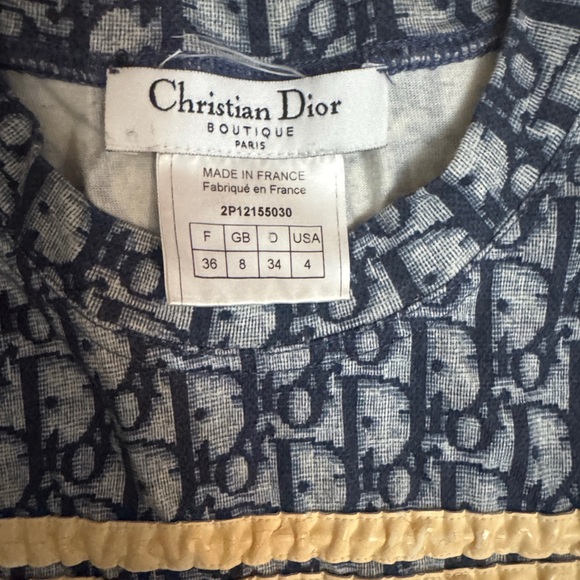 Christian Dior
BOUTIQUE
PARIS
MADE IN FRANCE
Fabriqué en France
2P12155030
F GB D USA
36 8 34 4